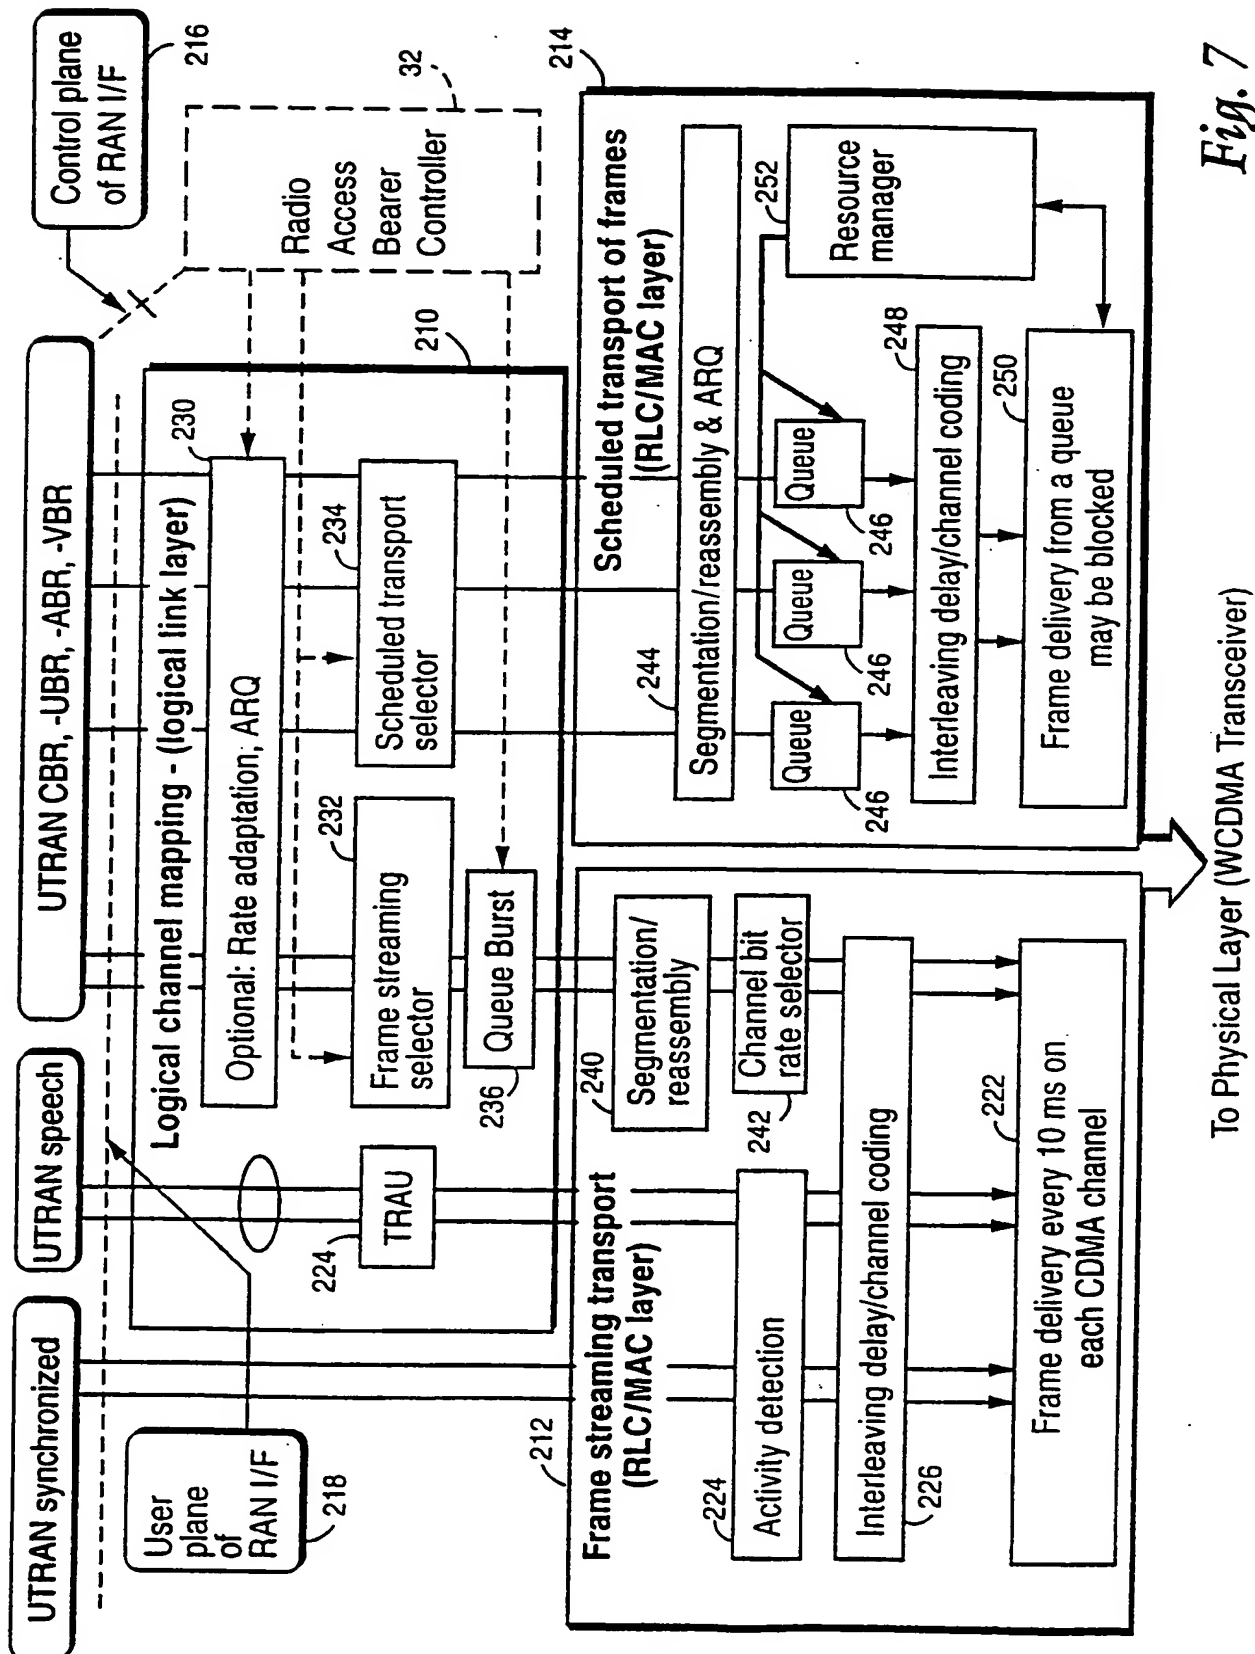 UTRAN synchronized
UTRAN speech
UTRAN CBR, -UBR, -ABR, -VBR
Control plane
of RAN I/F
216
User
plane
of
RAN I/F
218
Logical channel mapping - (logical link layer)
210
230
Optional: Rate adaptation; ARQ
Radio
Access
Bearer
Controller
32
224
TRAU
232
Frame streaming
selector
234
Scheduled transport
selector
Queue Burst
236
212
Frame streaming transport
(RLC/MAC layer)
224
Activity detection
240
Segmentation/
reassembly
242
Channel bit
rate selector
Interleaving delay/channel coding
226
222
Frame delivery every 10 ms on
each CDMA channel
214
Scheduled transport of frames
(RLC/MAC layer)
244
Segmentation/reassembly & ARQ
252
Resource
manager
Queue
246
Queue
246
Queue
246
248
Interleaving delay/channel coding
250
Frame delivery from a queue
may be blocked
To Physical Layer (WCDMA Transceiver)
Fig. 7